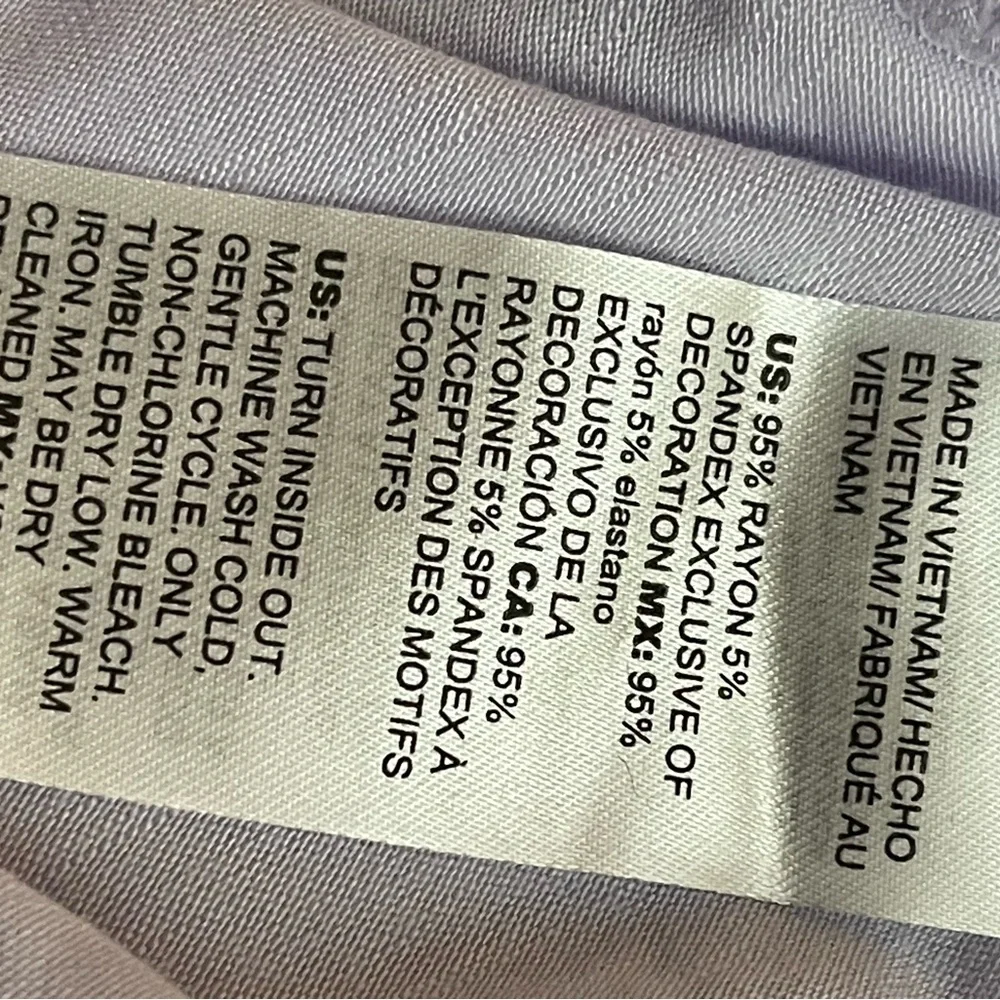 MADE IN VIETNAM/ HECHO
EN VIETNAM/ FABRIQUÉ AU
VIETNAM
US: 95% RAYON 5%
SPANDEX EXCLUSIVE OF
DECORATION MX: 95%
rayón 5% elastano
EXCLUSIVO DE LA
DECORACIÓN CA: 95%
RAYONNE 5% SPANDEX À
L'EXCEPTION DES MOTIFS
DÉCORATIFS
US: TURN INSIDE OUT.
MACHINE WASH COLD,
GENTLE CYCLE. ONLY
NON-CHLORINE BLEACH.
TUMBLE DRY LOW. WARM
IRON. MAY BE DRY
CLEANED MX: